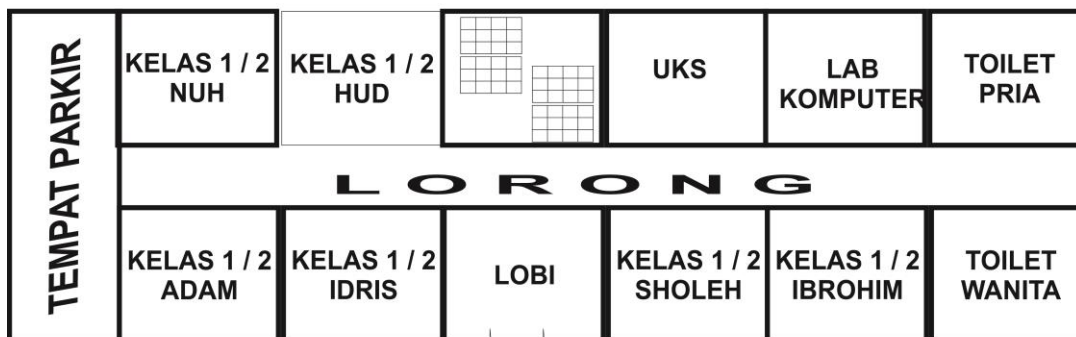 TEMPAT PARKIR
KELAS 1 / 2
NUH
KELAS 1 / 2
HUD
UKS
LAB
KOMPUTER
TOILET
PRIA
LORONG
KELAS 1 / 2
ADAM
KELAS 1 / 2
IDRIS
LOBI
KELAS 1 / 2
SHOLEH
KELAS 1 / 2
IBROHIM
TOILET
WANITA